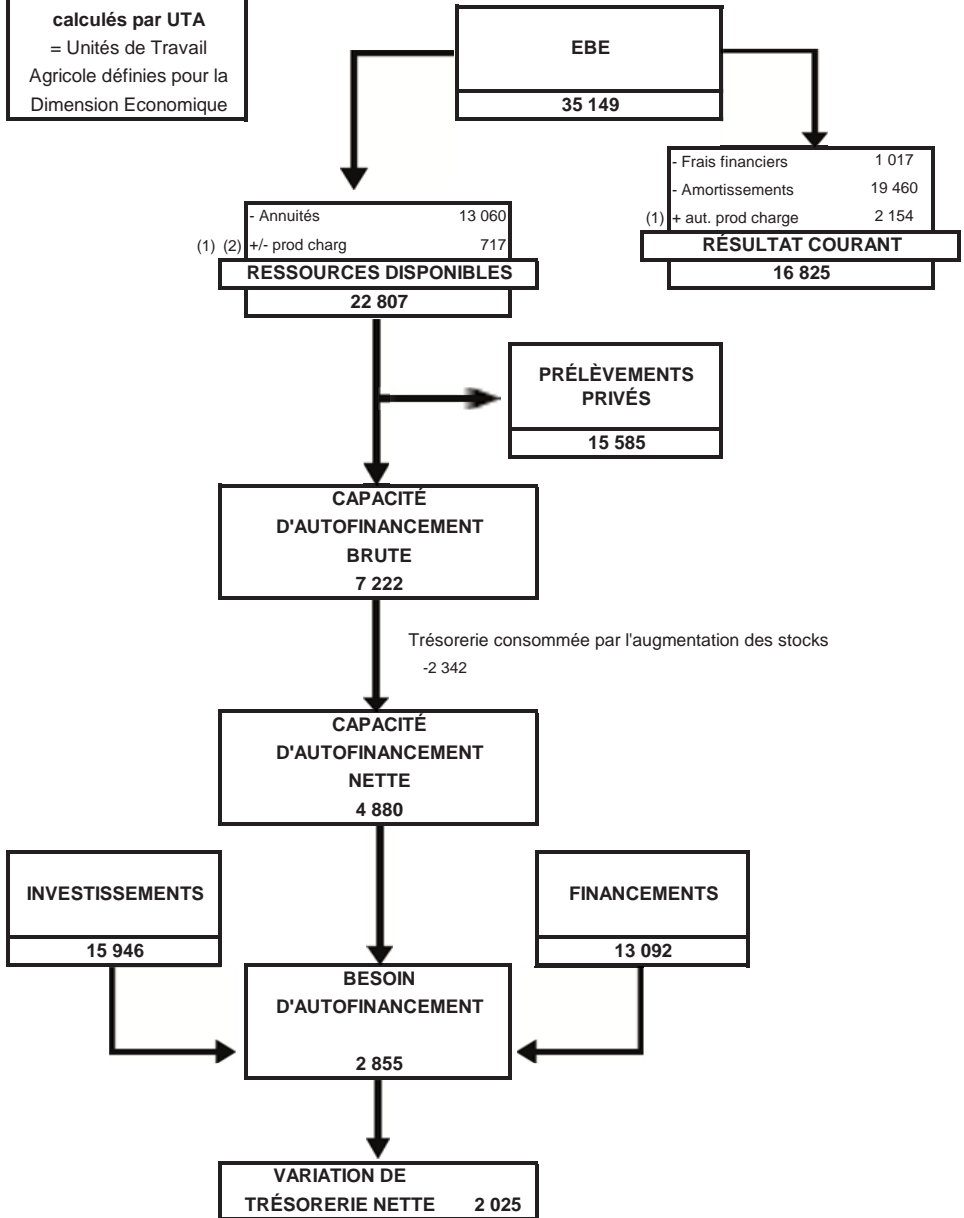 calculés par UTA
= Unités de Travail
Agricole définies pour la
Dimension Economique
EBE
35 149
- Frais financiers 1 017
- Amortissements 19 460
(1) + aut. prod charge 2 154
RÉSULTAT COURANT
16 825
- Annuités 13 060
(1) (2) +/- prod charg 717
RESSOURCES DISPONIBLES
22 807
PRÉLÈVEMENTS
PRIVÉS
15 585
CAPACITÉ
D'AUTOFINANCEMENT
BRUTE
7 222
Trésorerie consommée par l'augmentation des stocks
-2 342
CAPACITÉ
D'AUTOFINANCEMENT
NETTE
4 880
INVESTISSEMENTS
15 946
FINANCEMENTS
13 092
BESOIN
D'AUTOFINANCEMENT
2 855
VARIATION DE
TRÉSORERIE NETTE 2 025